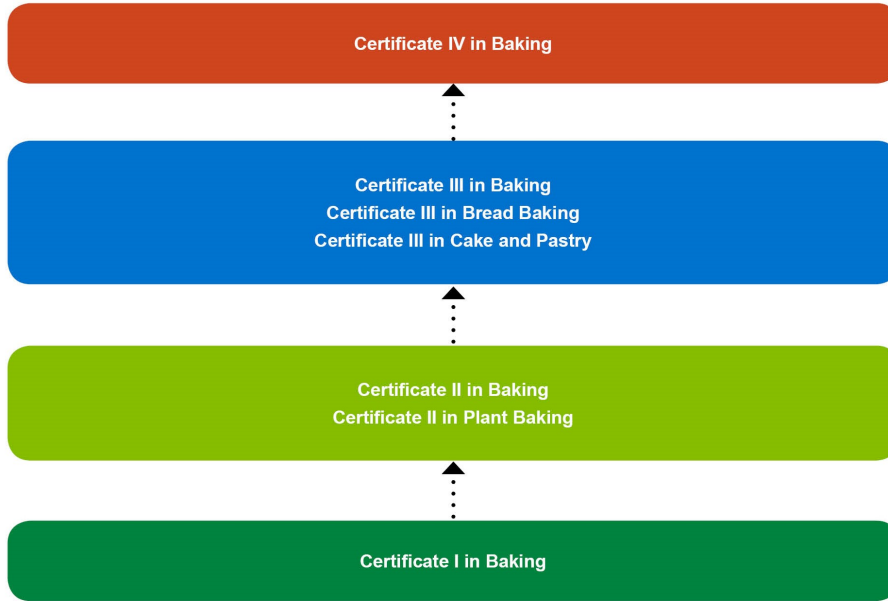 Certificate IV in Baking
Certificate III in Baking
Certificate III in Bread Baking
Certificate III in Cake and Pastry
Certificate II in Baking
Certificate II in Plant Baking
Certificate I in Baking